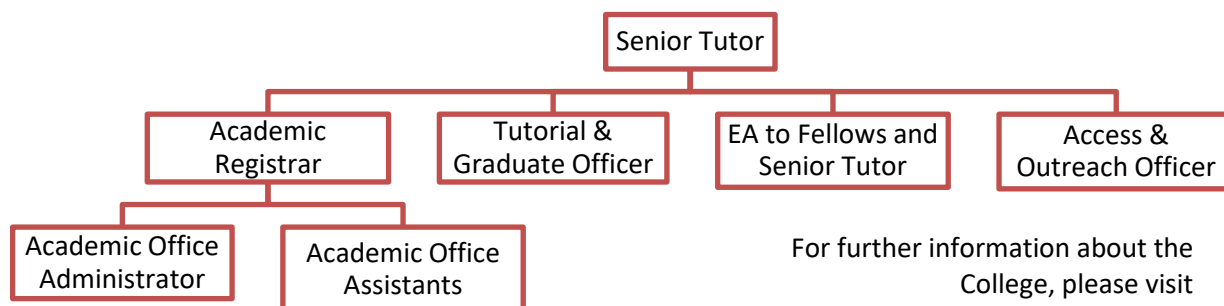 Senior Tutor
Academic
Registrar
Tutorial &
Graduate Officer
EA to Fellows and
Senior Tutor
Access &
Outreach Officer
Academic Office
Administrator
Academic Office
Assistants
For further information about the
College, please visit